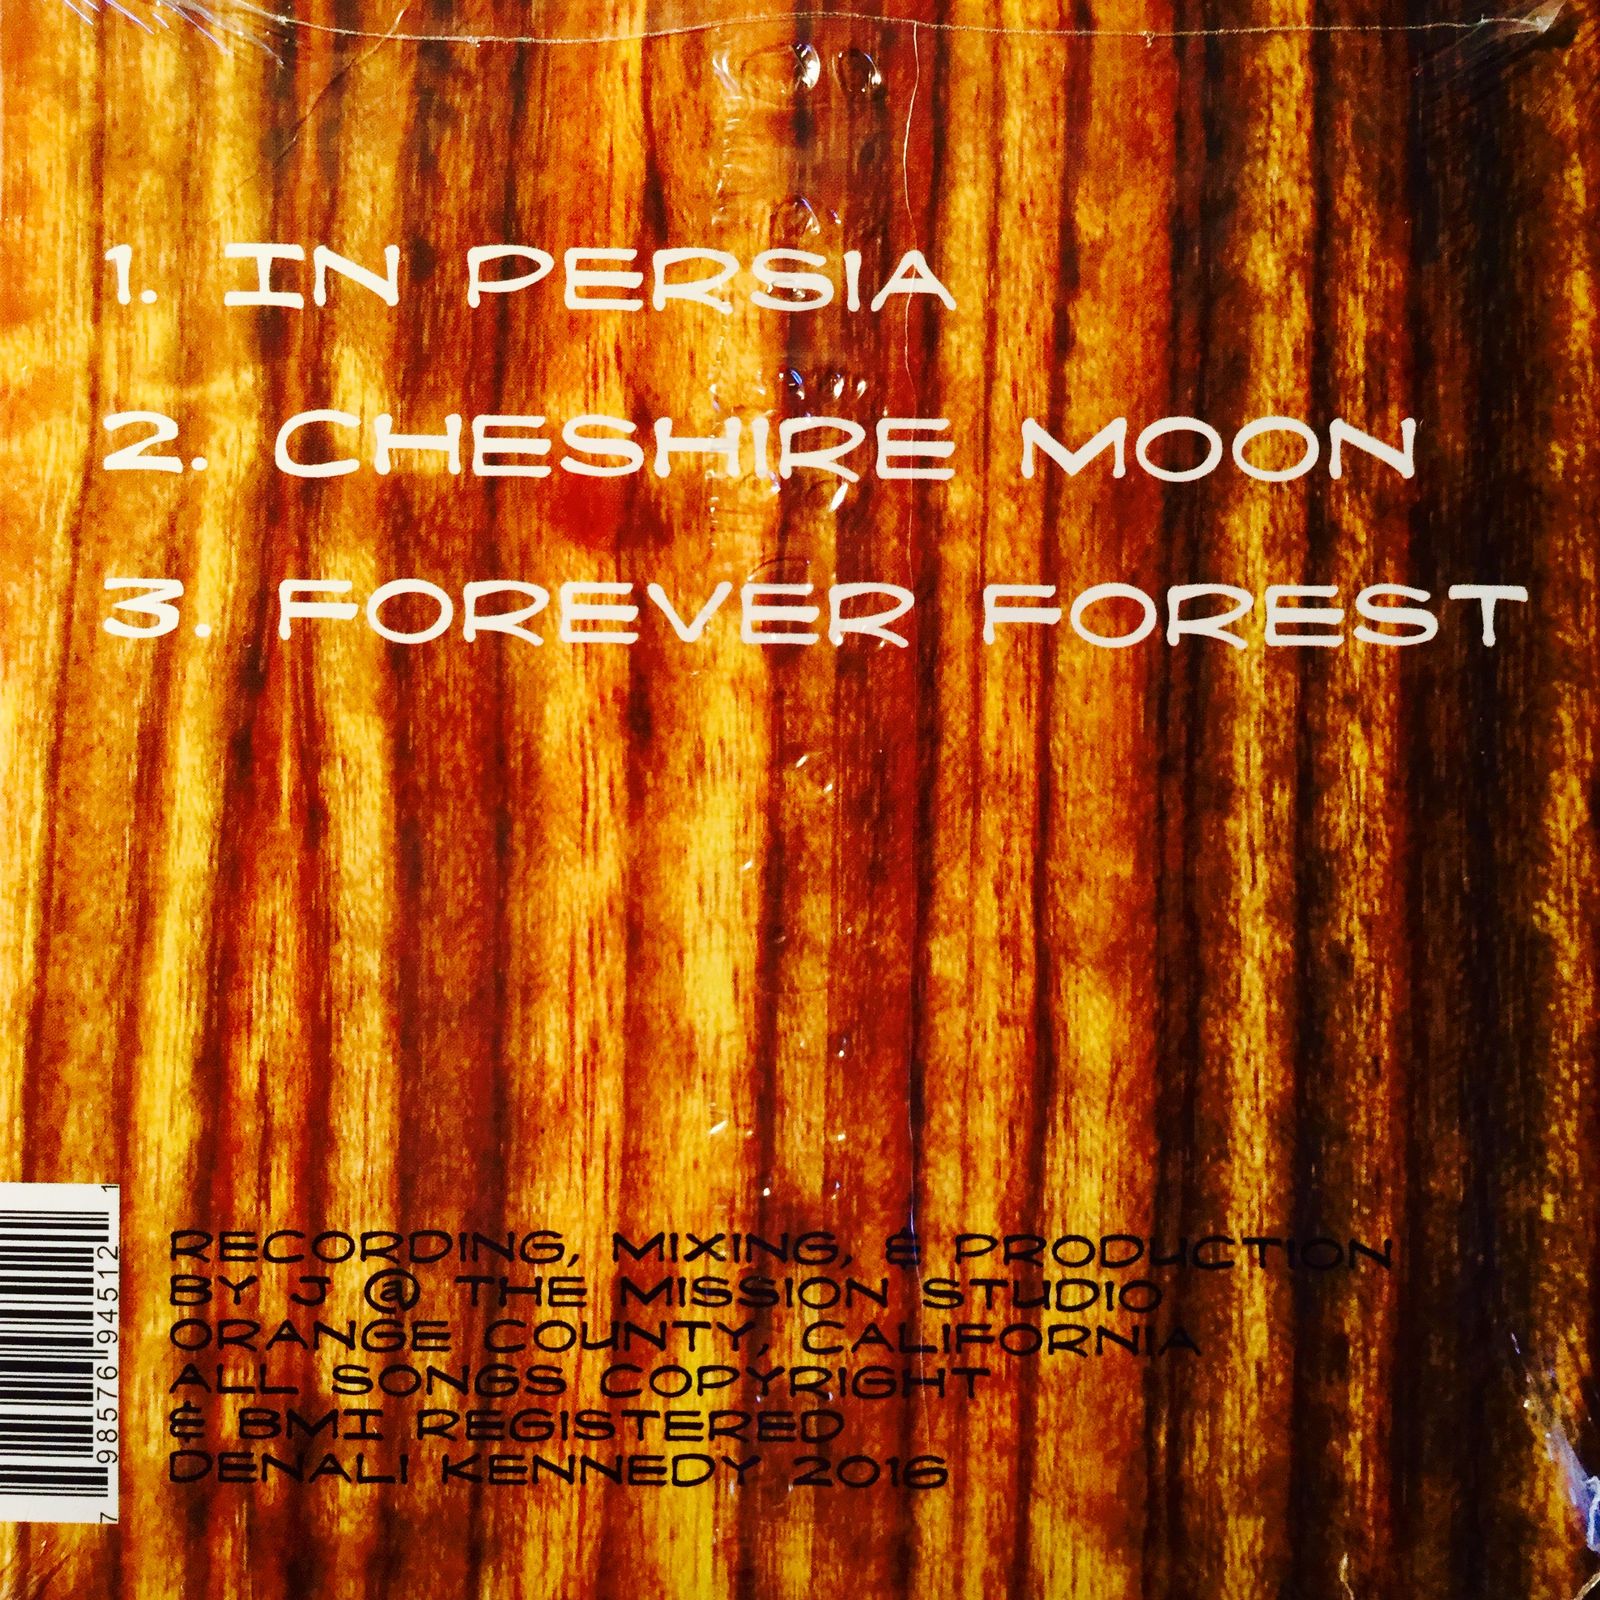 1. IN PERSIA
2. CHESHIRE MOON
3. FOREVER FOREST
RECORDING, MIXING, & PRODUCTION
BY J @ THE MISSION STUDIO
ORANGE COUNTY, CALIFORNIA
ALL SONGS COPYRIGHT
& BMI REGISTERED
DENALI KENNEDY 2016
7 98576 94512 1